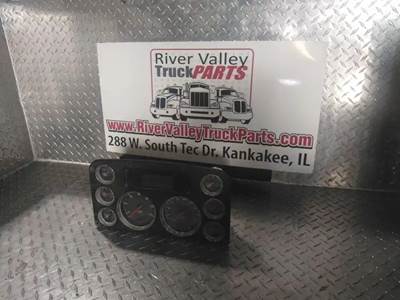 River Valley
TruckPARTS
www.RiverValleyTruckParts.com
288 W. South Tec Dr. Kankakee, IL